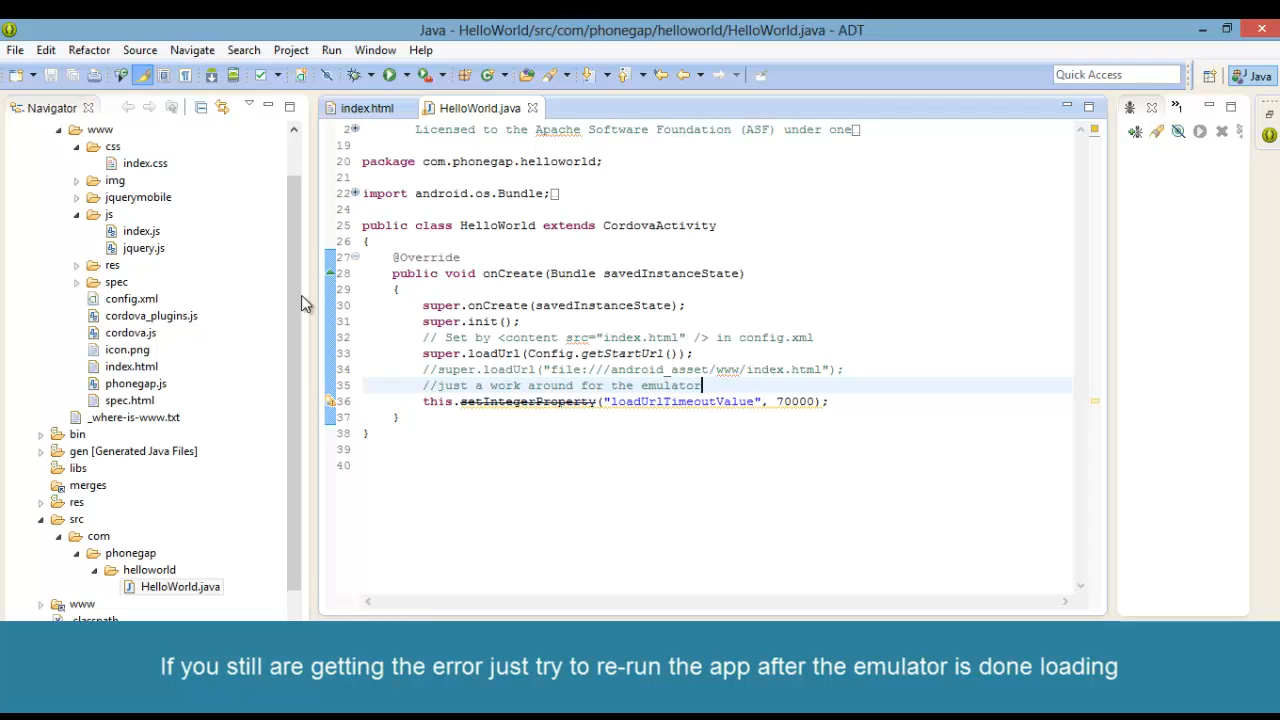 Java - HelloWorld/src/com/phonegap/helloworld/HelloWorld.java - ADT
File Edit Refactor Source Navigate Search Project Run Window Help
Quick Access
Java
Navigator
www
css
index.css
img
jquerymobile
js
index.js
jquery.js
res
spec
config.xml
cordova_plugins.js
cordova.js
icon.png
index.html
phonegap.js
spec.html
_where-is-www.txt
bin
gen [Generated Java Files]
libs
merges
res
src
com
phonegap
helloworld
HelloWorld.java
www
.classpath
index.html HelloWorld.java
2 Licensed to the Apache Software Foundation (ASF) under one
19
20 package com.phonegap.helloworld;
21
22 import android.os.Bundle;
24
25 public class HelloWorld extends CordovaActivity
26 {
27 @Override
28 public void onCreate(Bundle savedInstanceState)
29 {
30 super.onCreate(savedInstanceState);
31 super.init();
32 // Set by <content src="index.html" /> in config.xml
33 super.loadUrl(Config.getStartUrl());
34 //super.loadUrl("file:///android_asset/www/index.html");
35 //just a work around for the emulator
36 this.setIntegerProperty("loadUrlTimeoutValue", 70000);
37 }
38 }
39
40
If you still are getting the error just try to re-run the app after the emulator is done loading